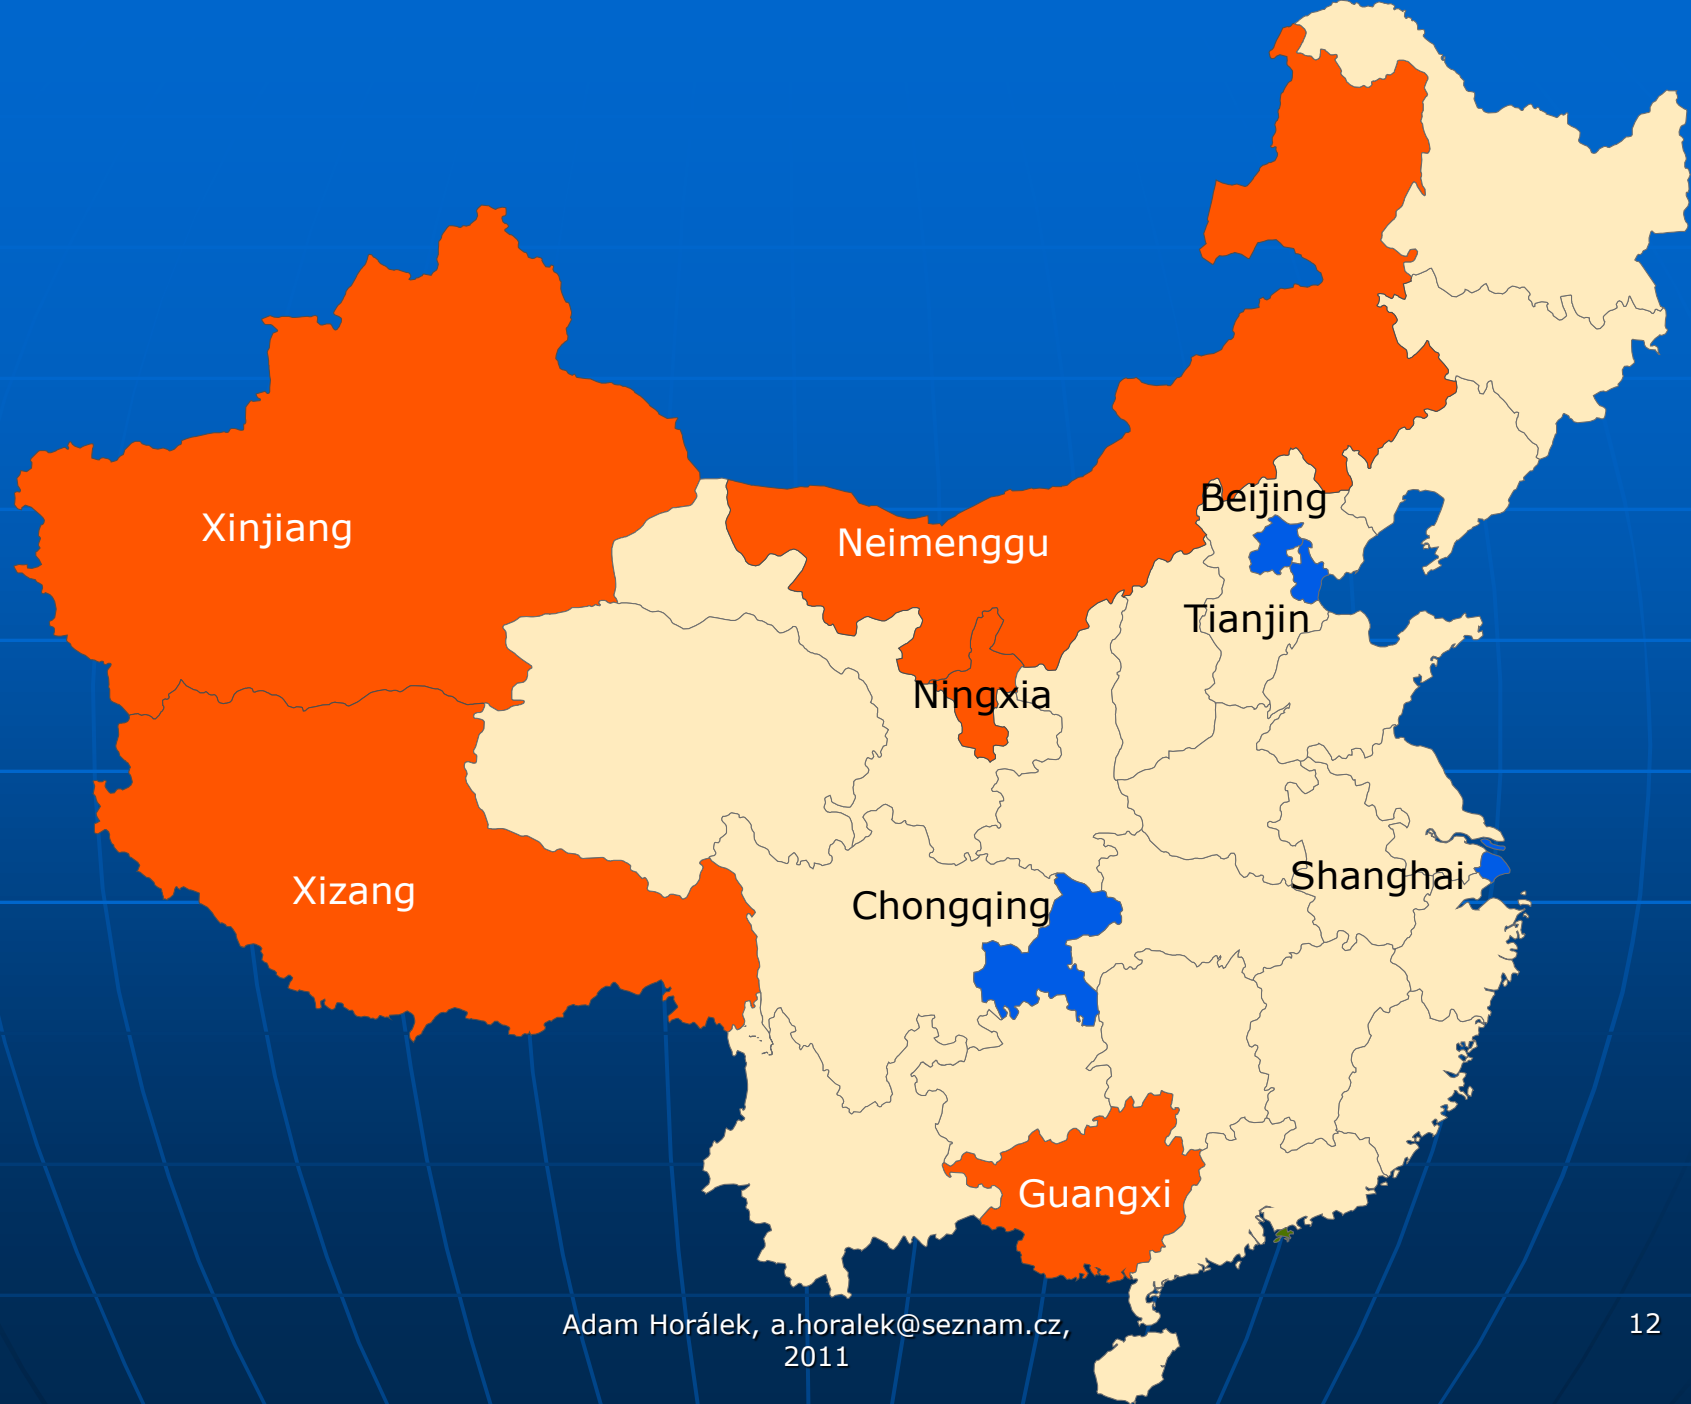 Beijing
Xinjiang
Neimenggu
Tianjin
Ningxia
Shanghai
Xizang
Chongqing
Guangxi
Adam Horálek, a.horalek@seznam.cz,
2011
12